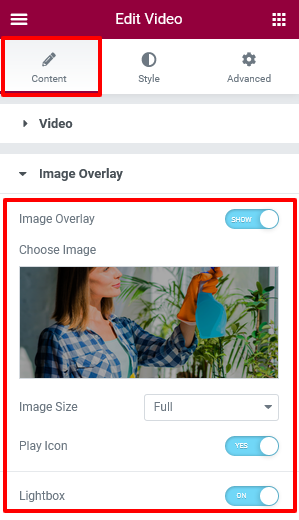 Edit Video
Content Style Advanced
Video
Image Overlay
Image Overlay SHOW
Choose Image
Image Size Full
Play Icon YES
Lightbox ON